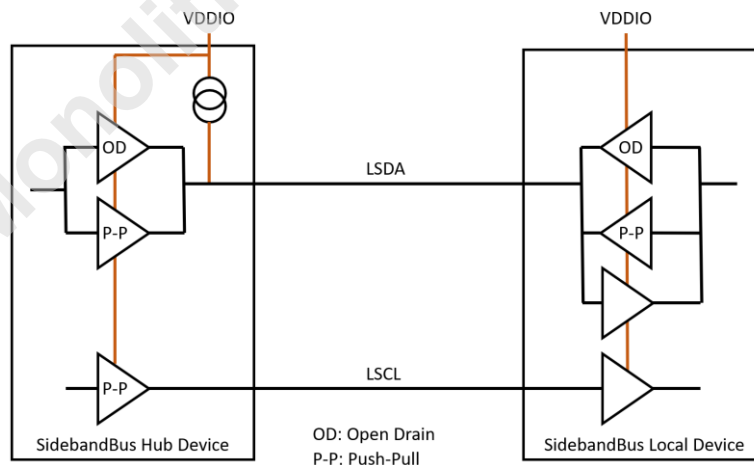 VDDIO
VDDIO
OD
OD
LSDA
P-P
P-P
P-P
LSCL
OD: Open Drain
SidebandBus Hub Device
SidebandBus Local Device
P-P: Push-Pull